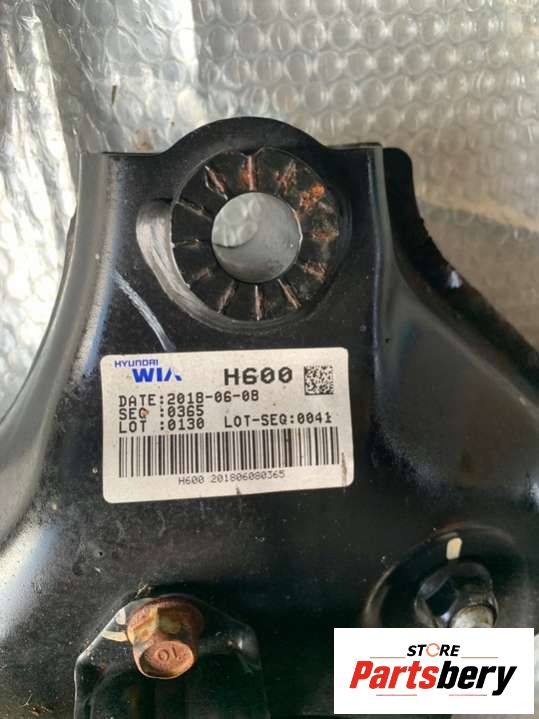 HYUNDAI
WIA H600
DATE:2018-06-08
SEQ :0365
LOT :0130 LOT-SEQ:0041
H600 201806080365
10
STORE
Partsbery